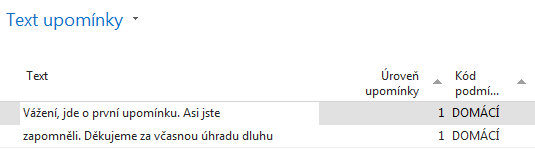 Text upomínky
Text Úroveň upomínky Kód podmí...
Vážení, jde o první upomínku. Asi jste 1 DOMÁCÍ
zapomněli. Děkujeme za včasnou úhradu dluhu 1 DOMÁCÍ